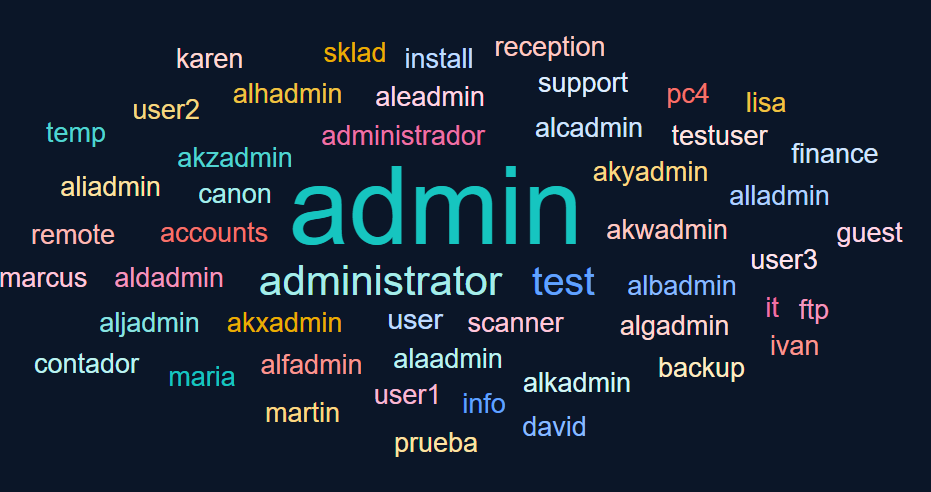 reception
karen
sklad
install
support
alhadmin
aleadmin
pc4
lisa
user2
temp
administrador
alcadmin
testuser
akzadmin
finance
aliadmin
canon
admin
akyadmin
alladmin
remote
accounts
akwadmin
guest
marcus
aldadmin
administrator
test
albadmin
user3
aljadmin
akxadmin
user
scanner
algadmin
it
ftp
contador
maria
alfadmin
alaadmin
ivan
backup
alkadmin
martin
user1
info
david
prueba